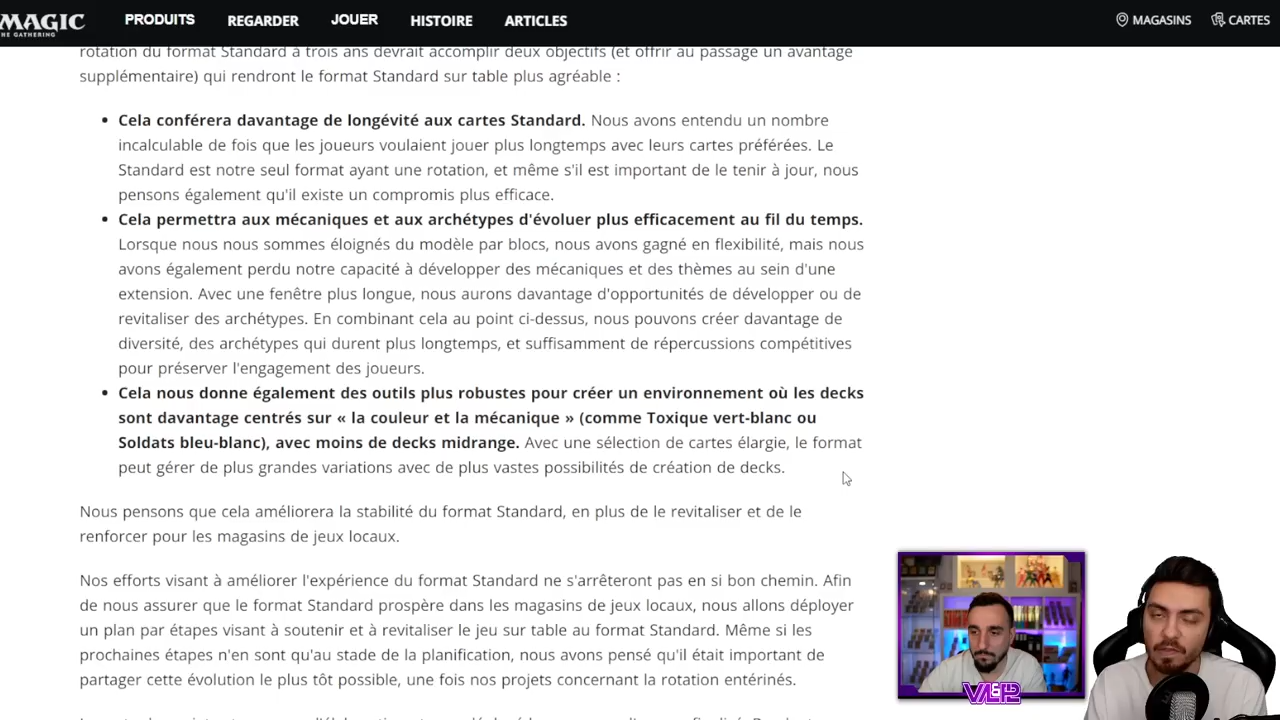 MAGIC
THE GATHERING
PRODUITS
REGARDER
JOUER
HISTOIRE
ARTICLES
MAGASINS
CARTES
rotation du format Standard à trois ans devrait accomplir deux objectifs (et offrir au passage un avantage
supplémentaire) qui rendront le format Standard sur table plus agréable :
• Cela conférera davantage de longévité aux cartes Standard. Nous avons entendu un nombre
incalculable de fois que les joueurs voulaient jouer plus longtemps avec leurs cartes préférées. Le
Standard est notre seul format ayant une rotation, et même s'il est important de le tenir à jour, nous
pensons également qu'il existe un compromis plus efficace.
• Cela permettra aux mécaniques et aux archétypes d'évoluer plus efficacement au fil du temps.
Lorsque nous nous sommes éloignés du modèle par blocs, nous avons gagné en flexibilité, mais nous
avons également perdu notre capacité à développer des mécaniques et des thèmes au sein d'une
extension. Avec une fenêtre plus longue, nous aurons davantage d'opportunités de développer ou de
revitaliser des archétypes. En combinant cela au point ci-dessus, nous pouvons créer davantage de
diversité, des archétypes qui durent plus longtemps, et suffisamment de répercussions compétitives
pour préserver l'engagement des joueurs.
• Cela nous donne également des outils plus robustes pour créer un environnement où les decks
sont davantage centrés sur « la couleur et la mécanique » (comme Toxique vert-blanc ou
Soldats bleu-blanc), avec moins de decks midrange. Avec une sélection de cartes élargie, le format
peut gérer de plus grandes variations avec de plus vastes possibilités de création de decks.
Nous pensons que cela améliorera la stabilité du format Standard, en plus de le revitaliser et de le
renforcer pour les magasins de jeux locaux.
Nos efforts visant à améliorer l'expérience du format Standard ne s'arrêteront pas en si bon chemin. Afin
de nous assurer que le format Standard prospère dans les magasins de jeux locaux, nous allons déployer
un plan par étapes visant à soutenir et à revitaliser le jeu sur table au format Standard. Même si les
prochaines étapes n'en sont qu'au stade de la planification, nous avons pensé qu'il était important de
partager cette évolution le plus tôt possible, une fois nos projets concernant la rotation entérinés.